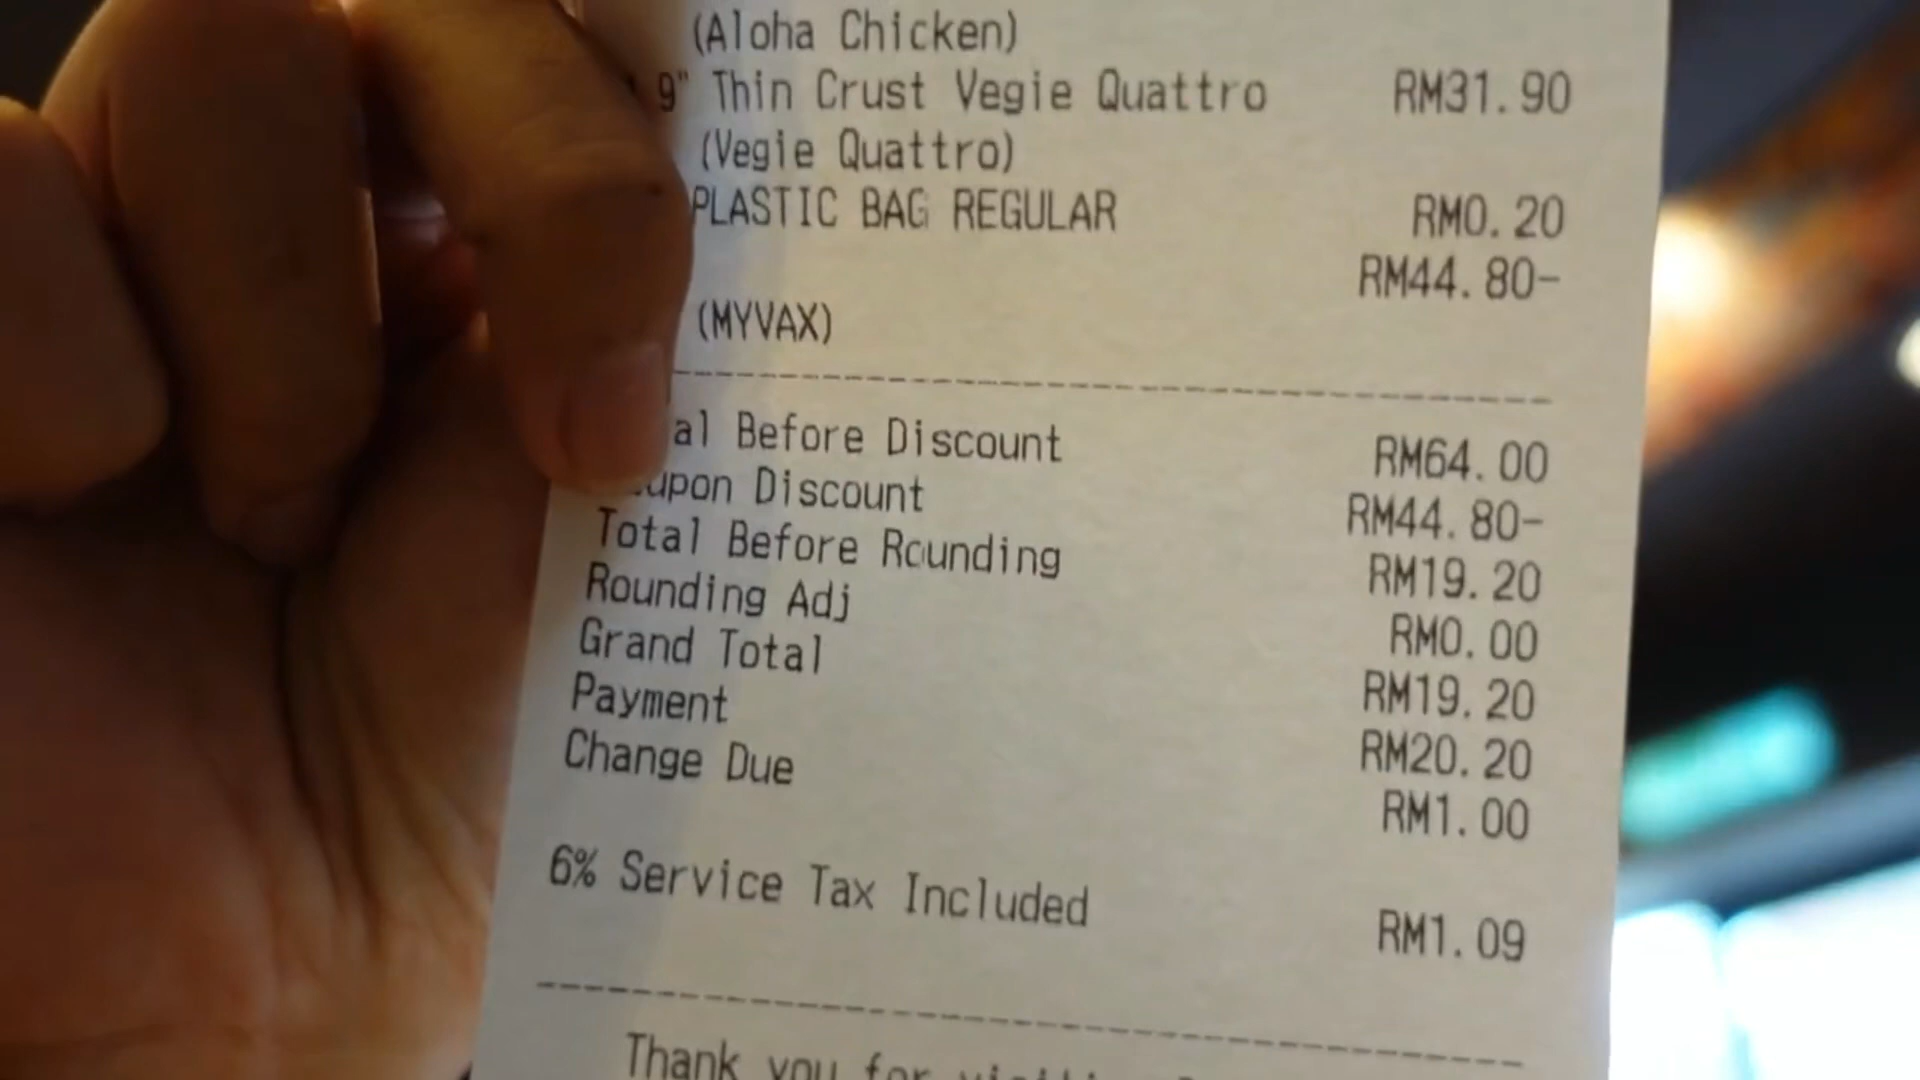 (Aloha Chicken)
9" Thin Crust Vegie Quattro RM31.90
(Vegie Quattro)
PLASTIC BAG REGULAR RM0.20
RM44.80-
(MYVAX)
al Before Discount RM64.00
upon Discount RM44.80-
Total Before Rounding RM19.20
Rounding Adj RM0.00
Grand Total RM19.20
Payment RM20.20
Change Due RM1.00
6% Service Tax Included RM1.09
Thank you for